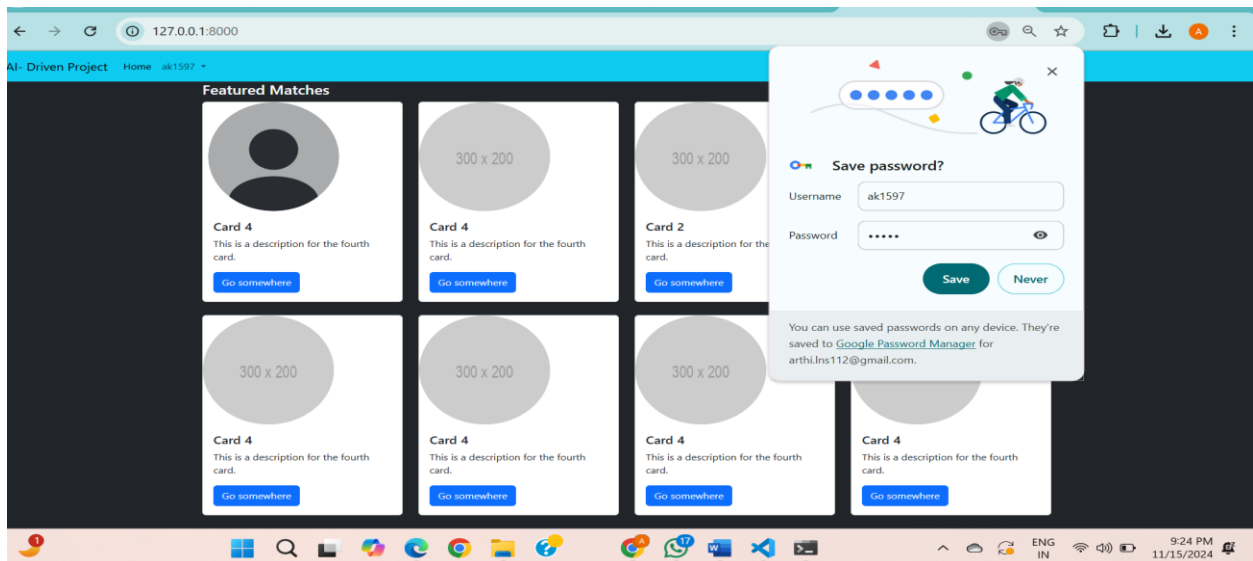 127.0.0.1:8000
A
AI- Driven Project Home ak1597
Featured Matches
300 x 200
300 x 200
Card 4
This is a description for the fourth
card.
Go somewhere
Card 4
This is a description for the fourth
card.
Go somewhere
Card 2
This is a description for the
card.
Go somewhere
Save password?
Username ak1597
Password
Save Never
You can use saved passwords on any device. They're
saved to Google Password Manager for
arthi.lns112@gmail.com.
300 x 200
300 x 200
300 x 200
Card 4
This is a description for the fourth
card.
Go somewhere
Card 4
This is a description for the fourth
card.
Go somewhere
Card 4
This is a description for the fourth
card.
Go somewhere
Card 4
This is a description for the fourth
card.
Go somewhere
1
17
ENG
IN
9:24 PM
11/15/2024